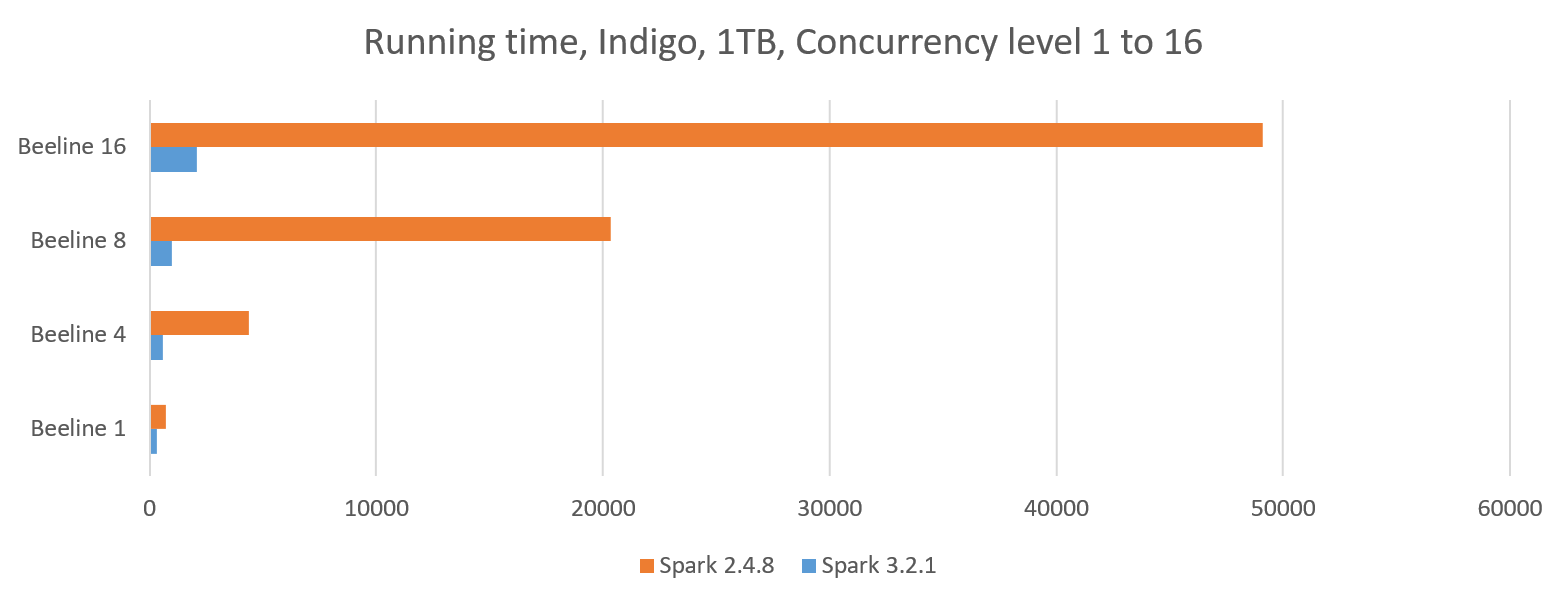 Running time, Indigo, 1TB, Concurrency level 1 to 16
Beeline 16
Beeline 8
Beeline 4
Beeline 1
0 10000 20000 30000 40000 50000 60000
Spark 2.4.8 Spark 3.2.1